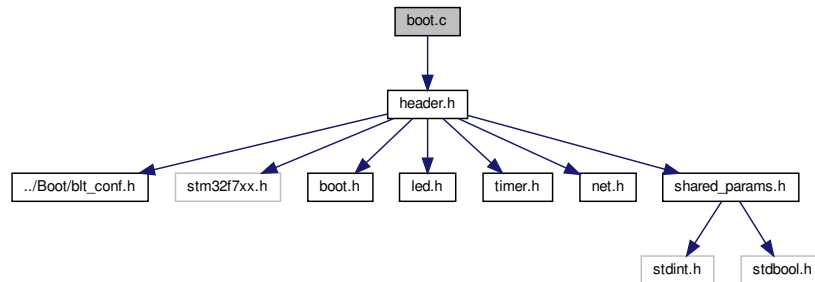 boot.c
header.h
../Boot/blt_conf.h
stm32f7xx.h
boot.h
led.h
timer.h
net.h
shared_params.h
stdint.h
stdbool.h